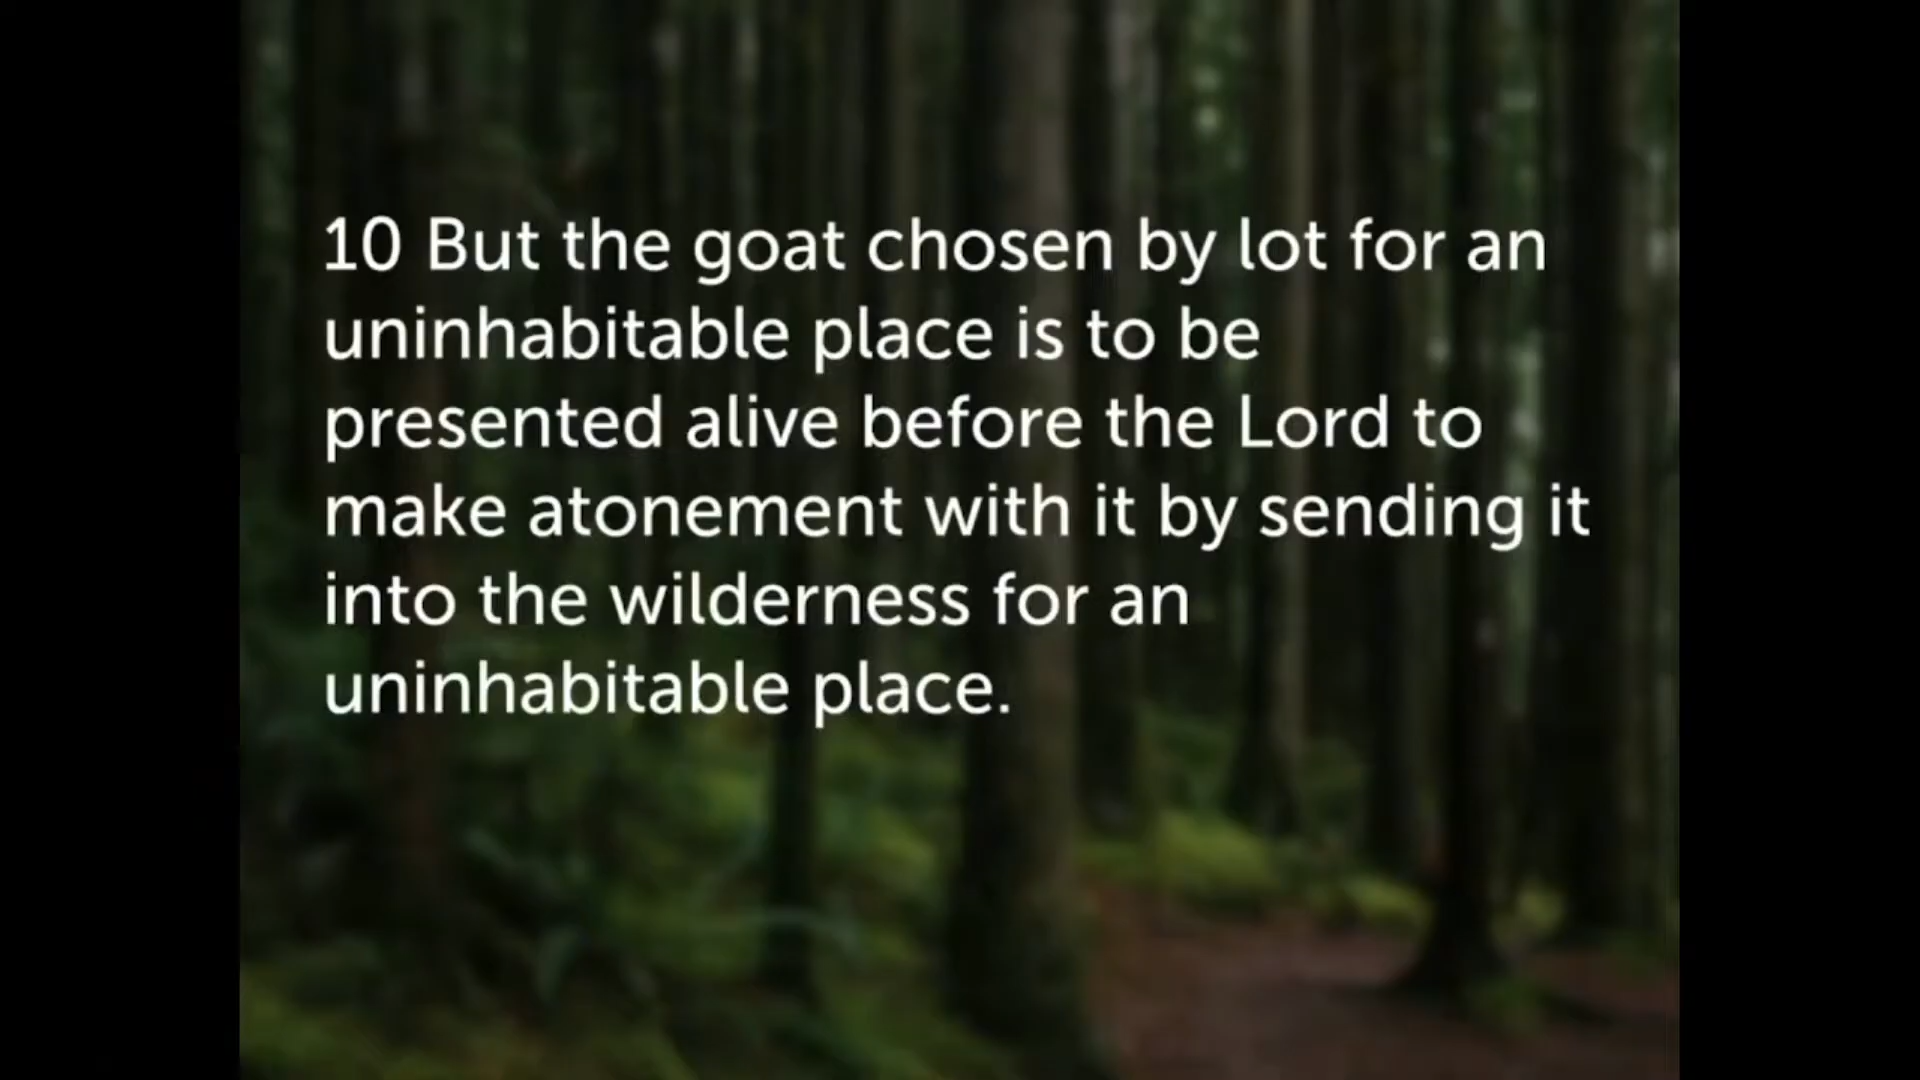 10 But the goat chosen by lot for an
uninhabitable place is to be
presented alive before the Lord to
make atonement with it by sending it
into the wilderness for an
uninhabitable place.